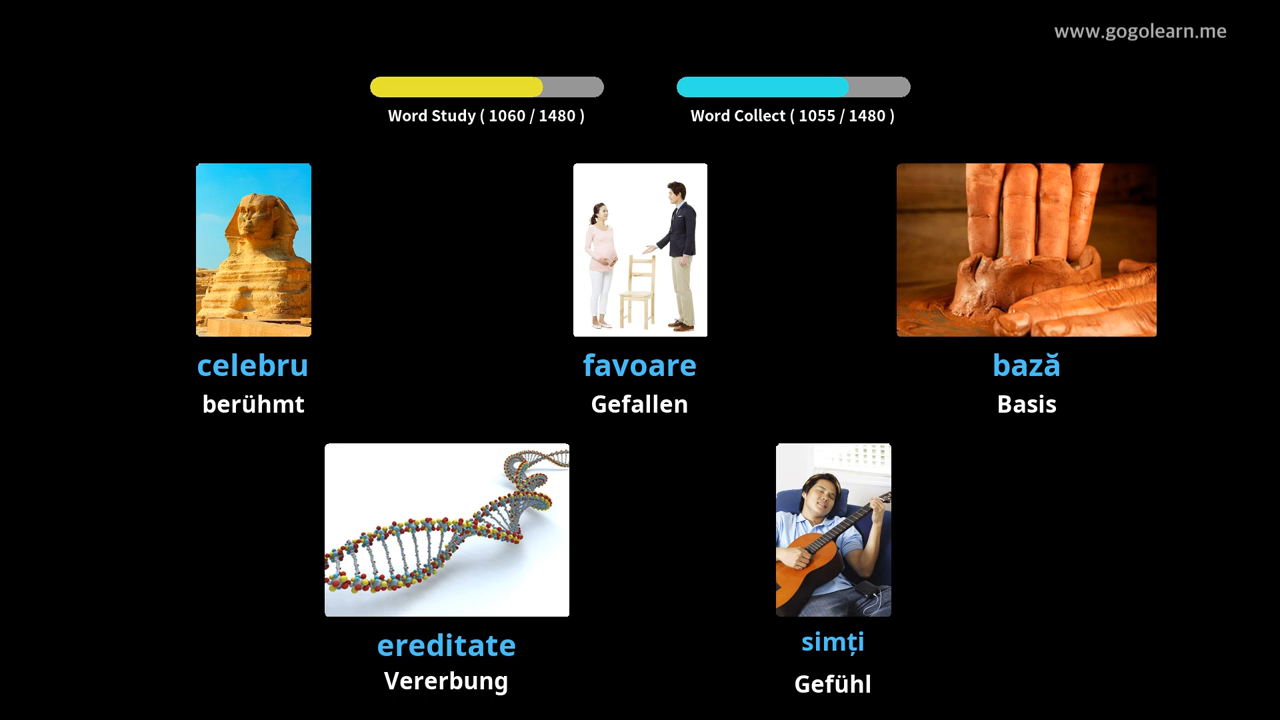 www.gogolearn.me
Word Study ( 1060 / 1480 )
Word Collect ( 1055 / 1480 )
celebru
favoare
bază
berühmt
Gefallen
Basis
ereditate
simți
Vererbung
Gefühl